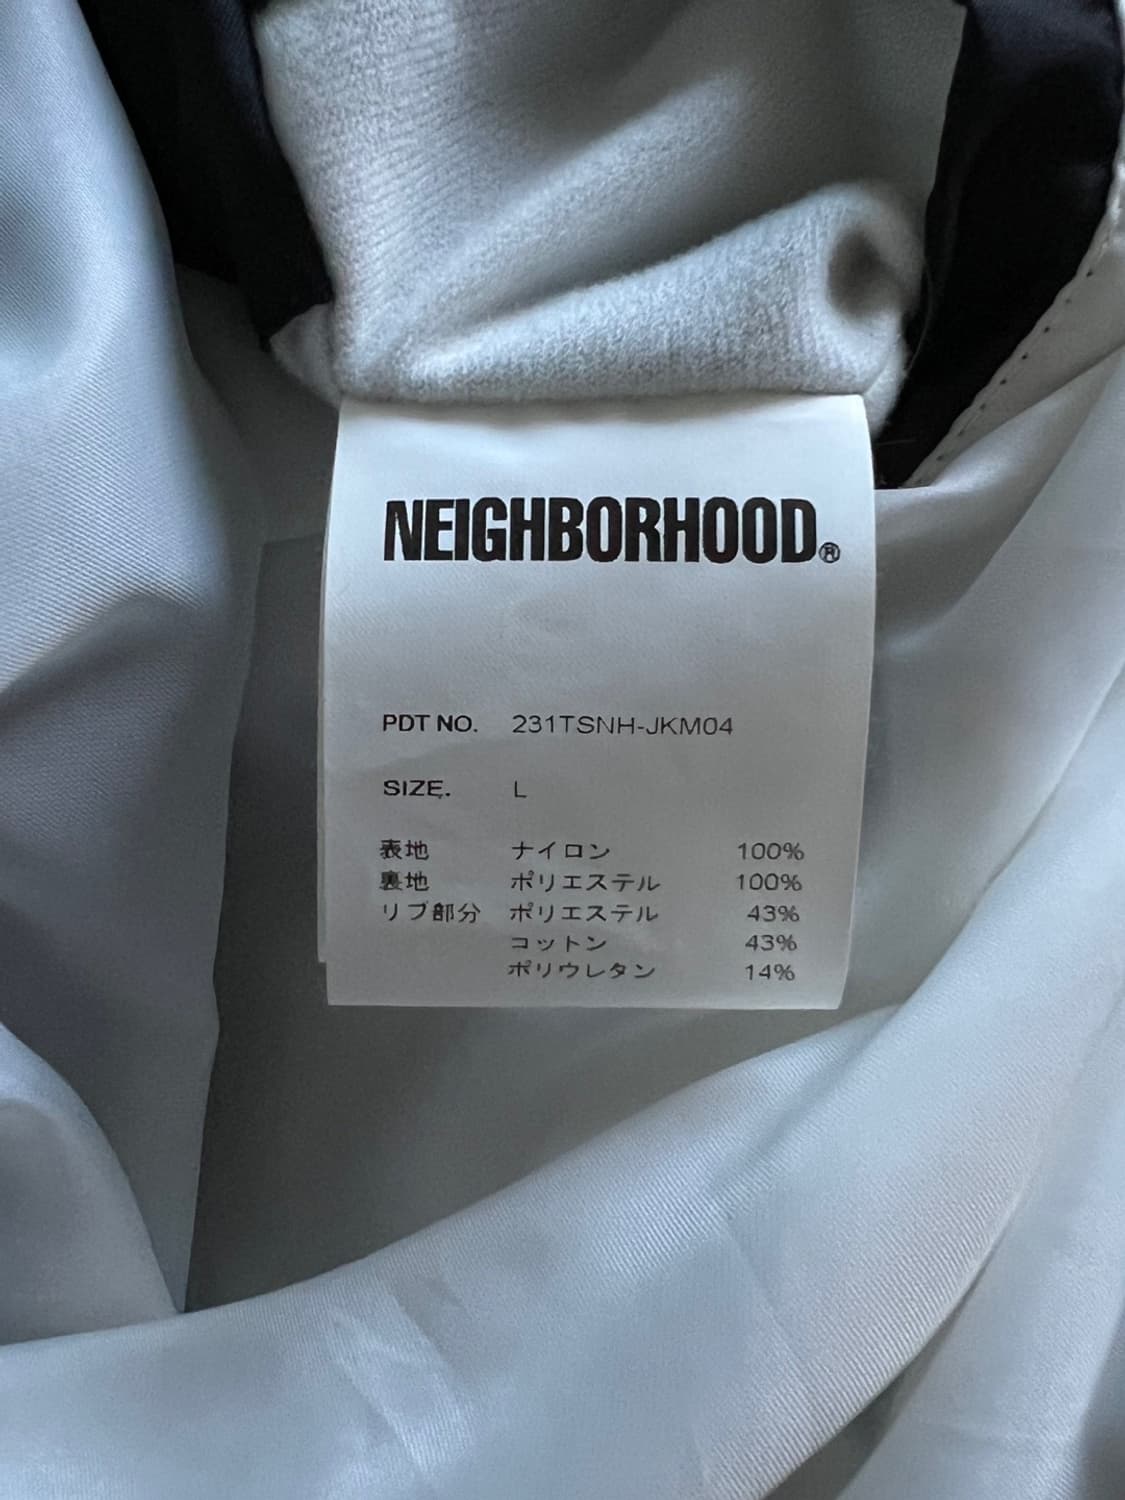 NEIGHBORHOOD®
PDT NO. 231TSNH-JKM04
SIZE. L
表地 ナイロン 100%
裏地 ポリエステル 100%
リブ部分 ポリエステル 43%
コットン 43%
ポリウレタン 14%